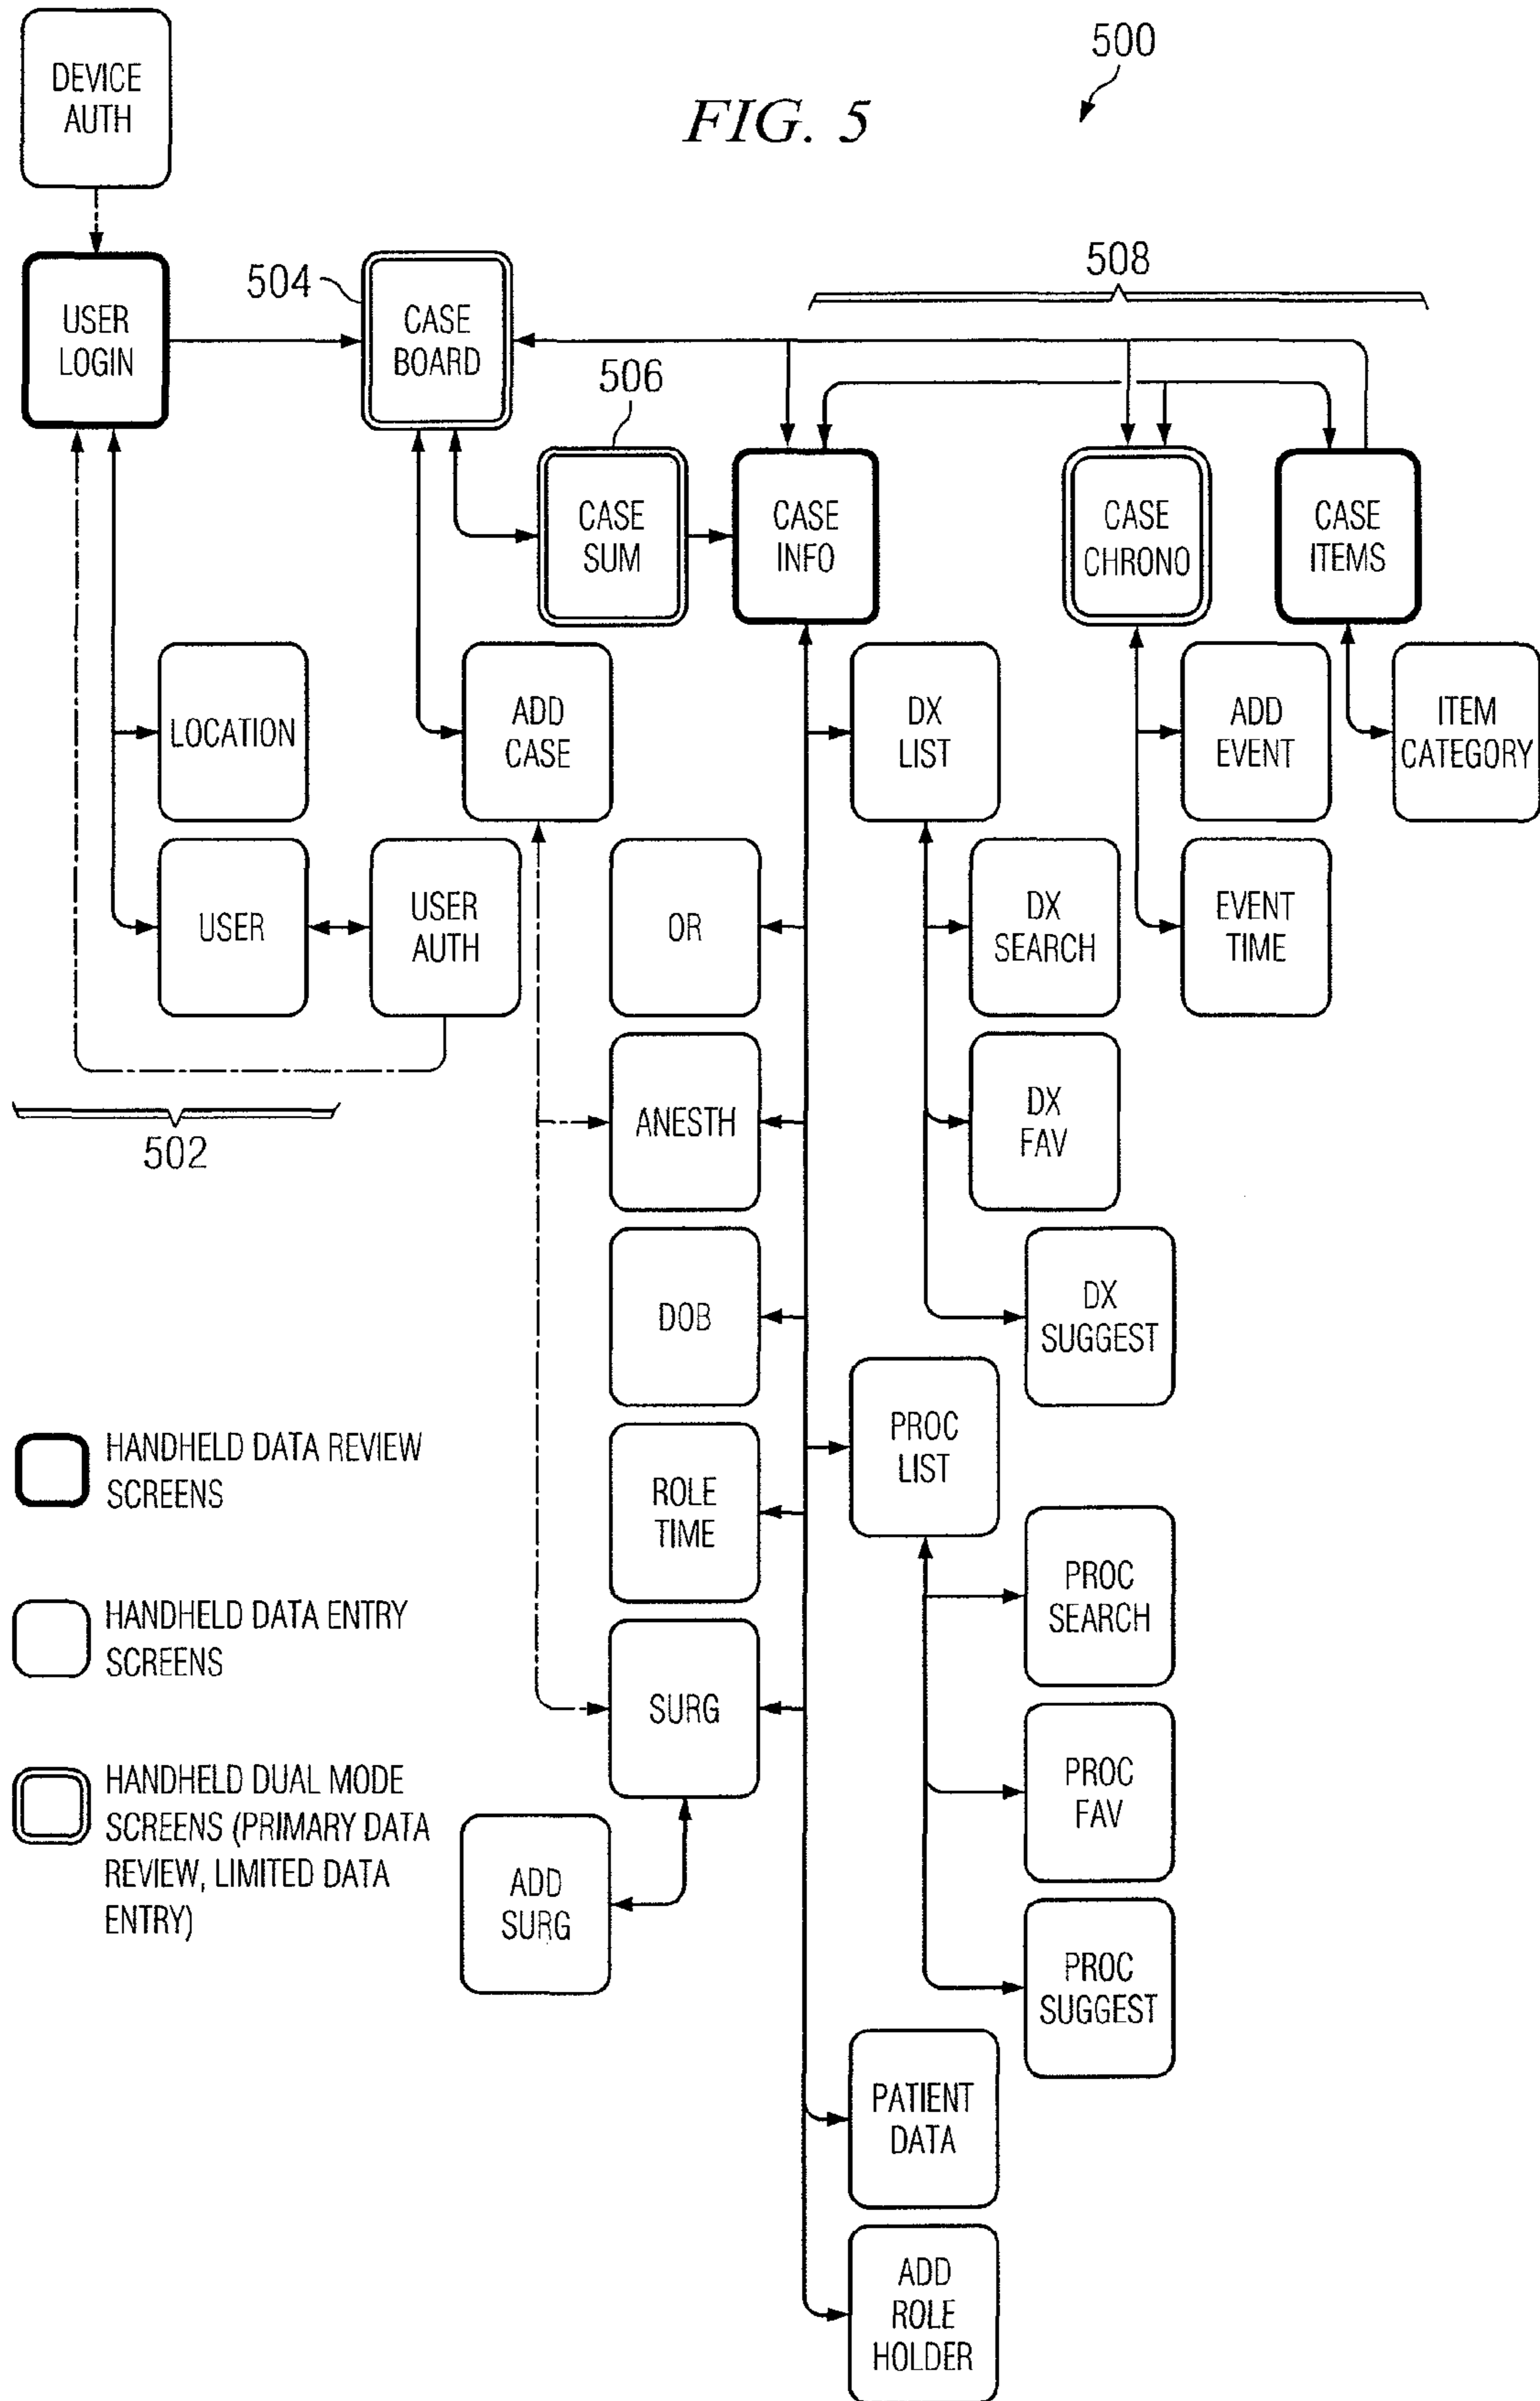 DEVICE
AUTH
500
FIG. 5
USER
LOGIN
504
CASE
BOARD
508
506
CASE
SUM
CASE
INFO
CASE
CHRONO
CASE
ITEMS
LOCATION
ADD
CASE
DX
LIST
ADD
EVENT
ITEM
CATEGORY
USER
USER
AUTH
OR
DX
SEARCH
EVENT
TIME
502
ANESTH
DX
FAV
DOB
DX
SUGGEST
PROC
LIST
ROLE
TIME
PROC
SEARCH
SURG
PROC
FAV
ADD
SURG
PROC
SUGGEST
PATIENT
DATA
ADD
ROLE
HOLDER
HANDHELD DATA REVIEW
SCREENS
HANDHELD DATA ENTRY
SCREENS
HANDHELD DUAL MODE
SCREENS (PRIMARY DATA
REVIEW, LIMITED DATA
ENTRY)